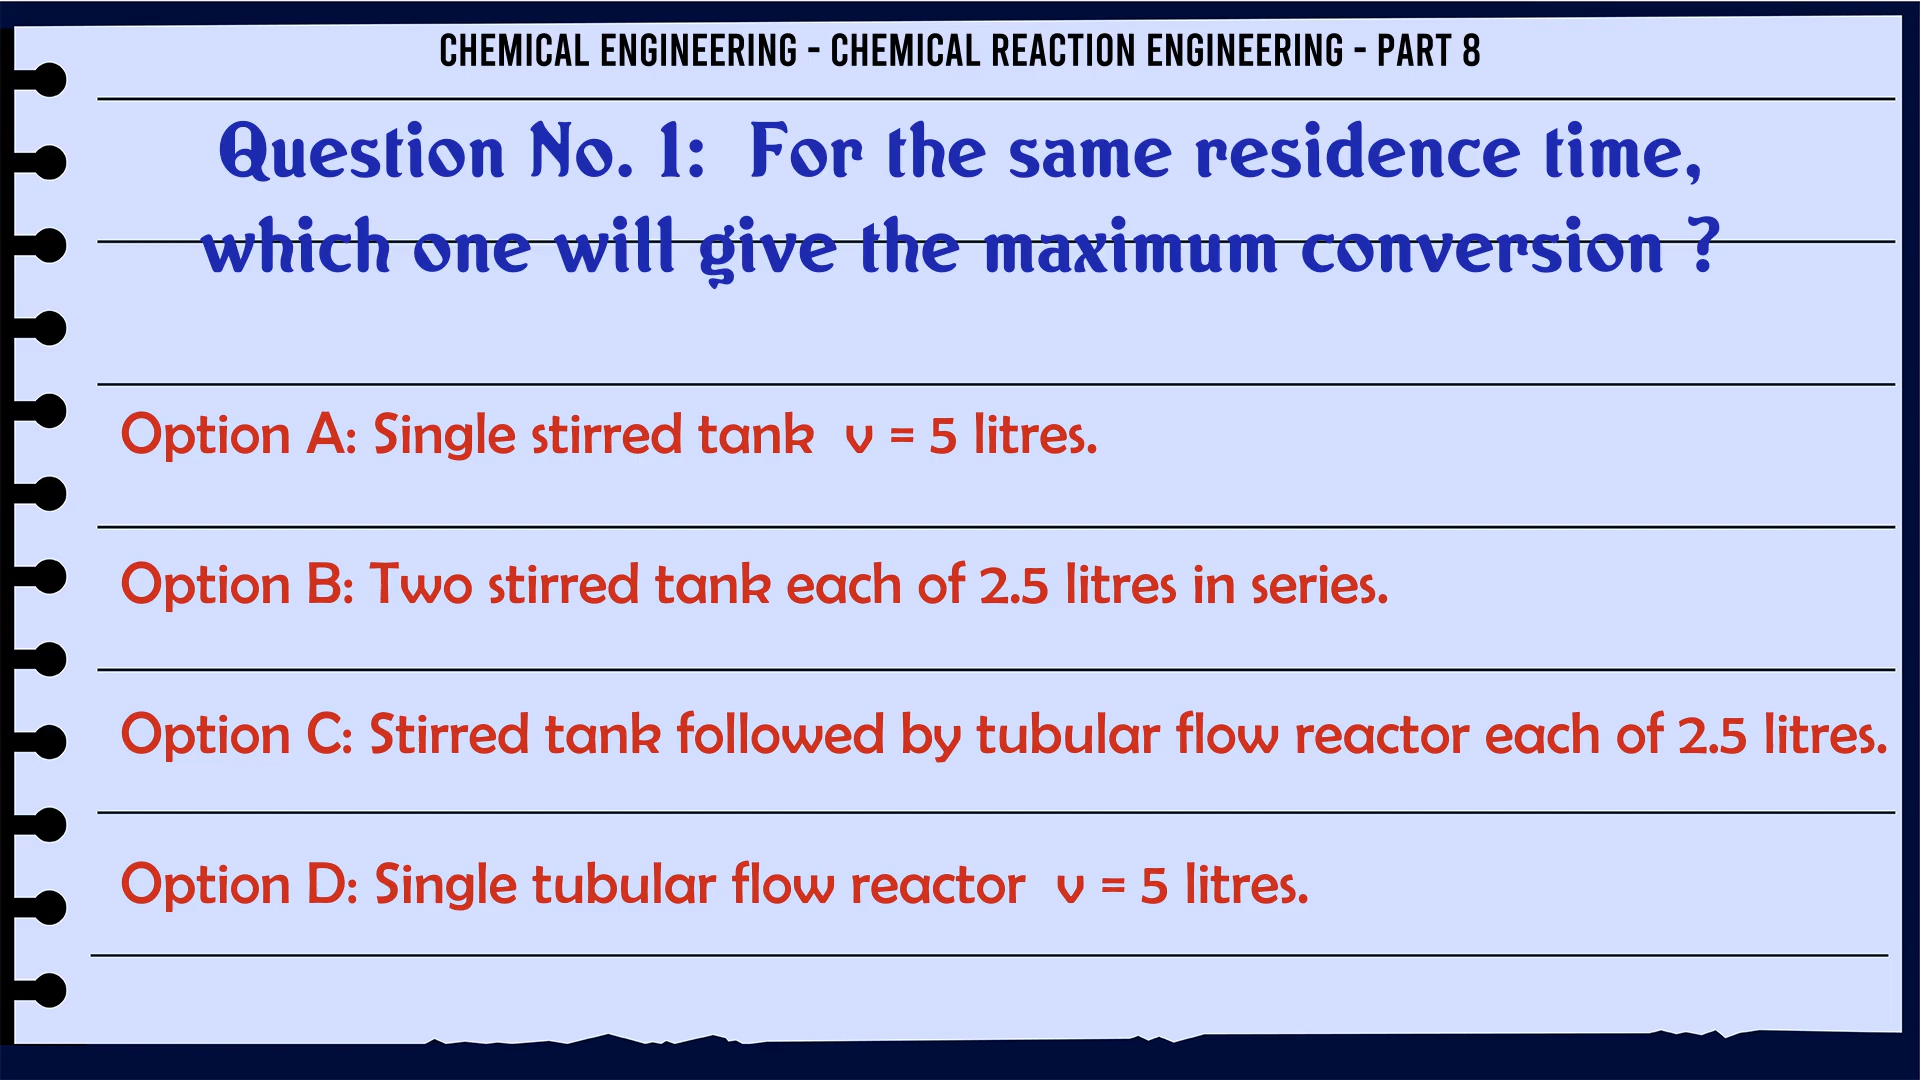 CHEMICAL ENGINEERING - CHEMICAL REACTION ENGINEERING - PART 8
Question No. 1:  For the same residence time,
which one will give the maximum conversion ?
Option A: Single stirred tank  v = 5 litres.
Option B: Two stirred tank each of 2.5 litres in series.
Option C: Stirred tank followed by tubular flow reactor each of 2.5 litres.
Option D: Single tubular flow reactor  v = 5 litres.